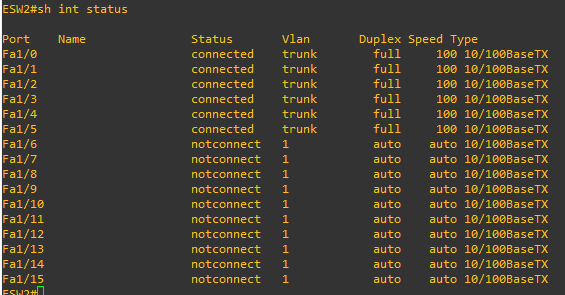 ESW2#sh int status
Port Name Status Vlan Duplex Speed Type
Fa1/0 connected trunk full 100 10/100BaseTX
Fa1/1 connected trunk full 100 10/100BaseTX
Fa1/2 connected trunk full 100 10/100BaseTX
Fa1/3 connected trunk full 100 10/100BaseTX
Fa1/4 connected trunk full 100 10/100BaseTX
Fa1/5 connected trunk full 100 10/100BaseTX
Fa1/6 notconnect 1 auto auto 10/100BaseTX
Fa1/7 notconnect 1 auto auto 10/100BaseTX
Fa1/8 notconnect 1 auto auto 10/100BaseTX
Fa1/9 notconnect 1 auto auto 10/100BaseTX
Fa1/10 notconnect 1 auto auto 10/100BaseTX
Fa1/11 notconnect 1 auto auto 10/100BaseTX
Fa1/12 notconnect 1 auto auto 10/100BaseTX
Fa1/13 notconnect 1 auto auto 10/100BaseTX
Fa1/14 notconnect 1 auto auto 10/100BaseTX
Fa1/15 notconnect 1 auto auto 10/100BaseTX
ESW2#